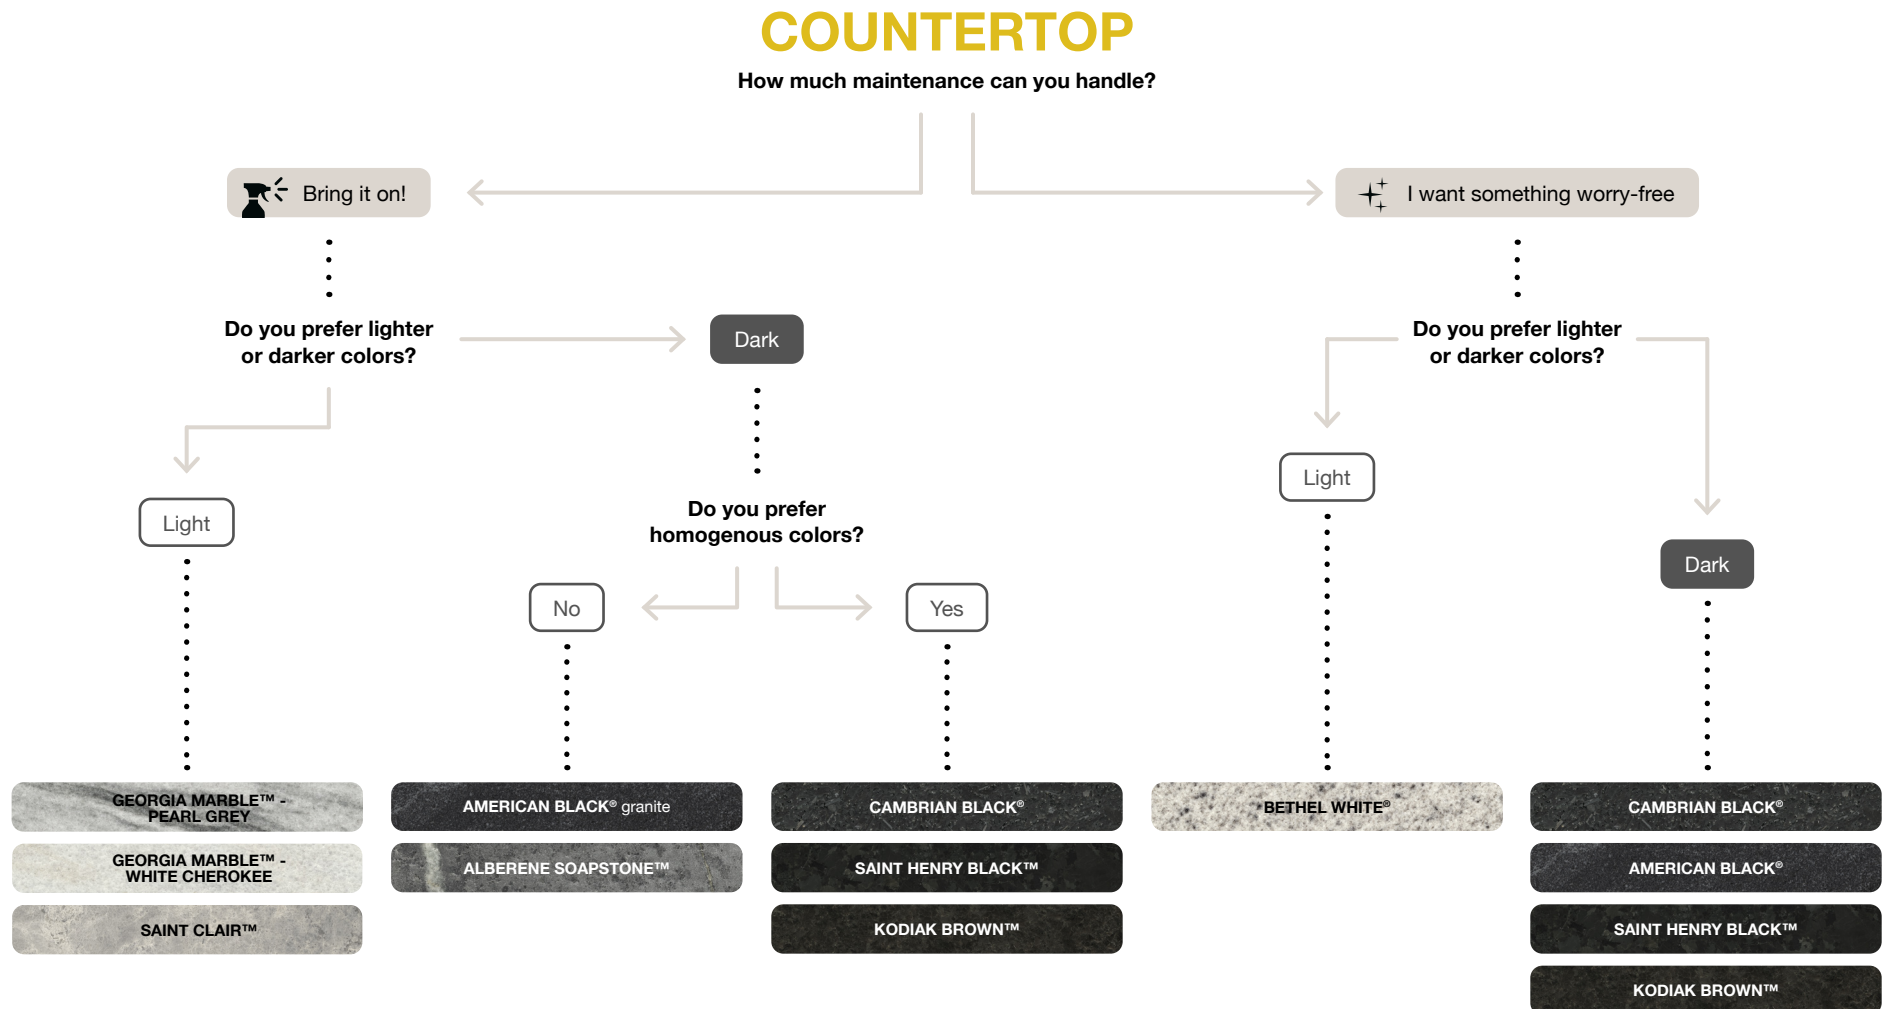 COUNTERTOP
How much maintenance can you handle?
Bring it on!
I want something worry-free
Do you prefer lighter
or darker colors?
Dark
Do you prefer lighter
or darker colors?
Light
Light
Do you prefer
homogenous colors?
Dark
No
Yes
GEORGIA MARBLE™ -
PEARL GREY
GEORGIA MARBLE™ -
WHITE CHEROKEE
SAINT CLAIR™
AMERICAN BLACK® granite
ALBERENE SOAPSTONE™
CAMBRIAN BLACK®
SAINT HENRY BLACK™
KODIAK BROWN™
BETHEL WHITE®
CAMBRIAN BLACK®
AMERICAN BLACK®
SAINT HENRY BLACK™
KODIAK BROWN™